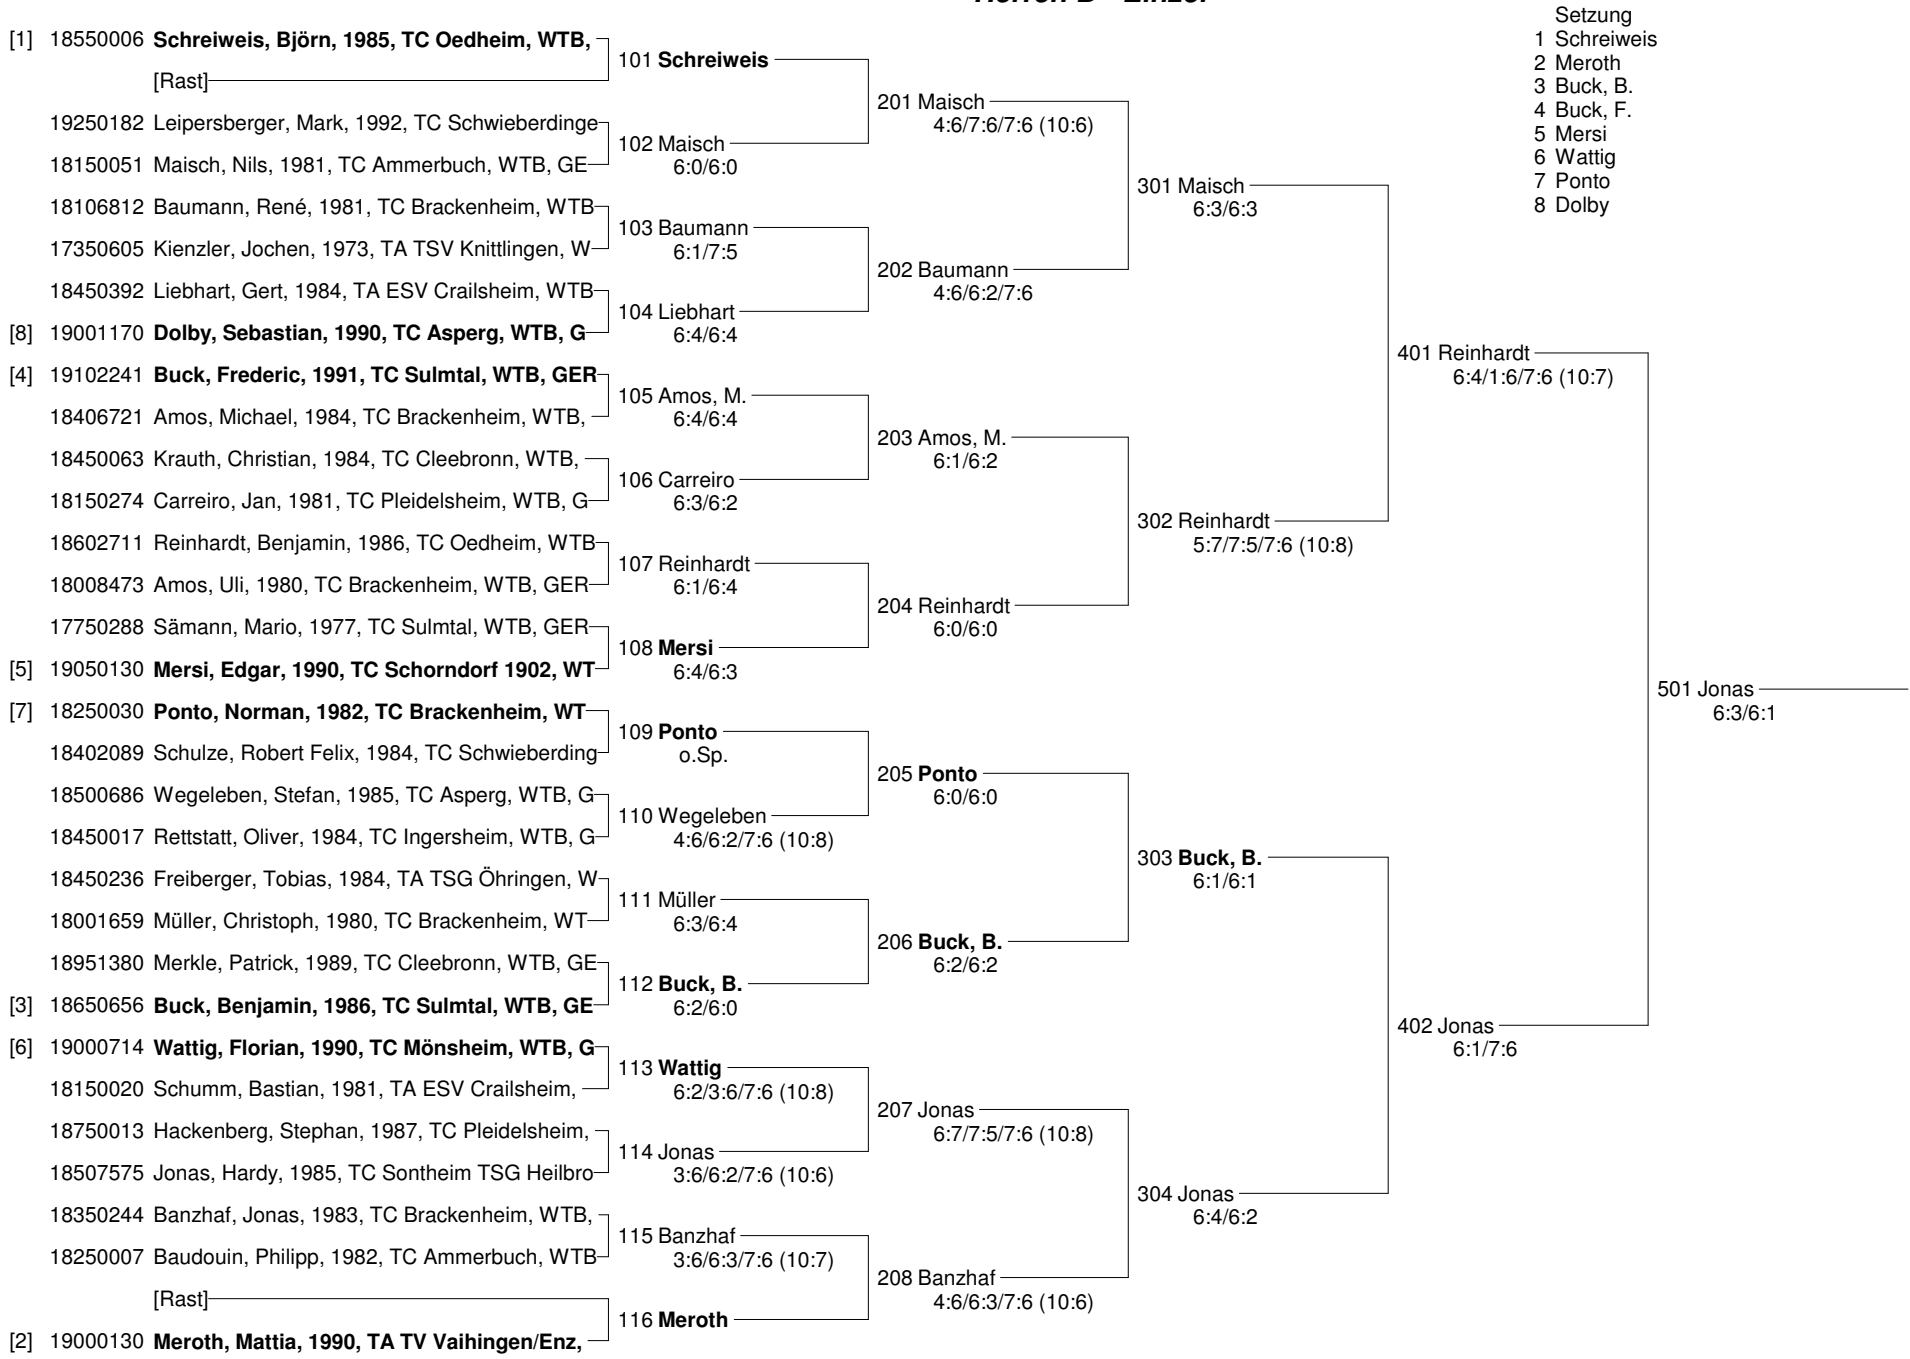 Setzung
1 Schreiweis
2 Meroth
3 Buck, B.
4 Buck, F.
5 Mersi
6 Wattig
7 Ponto
8 Dolby
[1] 18550006 Schreiweis, Björn, 1985, TC Oedheim, WTB,
[Rast]
19250182 Leipersberger, Mark, 1992, TC Schwieberdinge
18150051 Maisch, Nils, 1981, TC Ammerbuch, WTB, GE
18106812 Baumann, René, 1981, TC Brackenheim, WTB
17350605 Kienzler, Jochen, 1973, TA TSV Knittlingen, W
18450392 Liebhart, Gert, 1984, TA ESV Crailsheim, WTB
[8] 19001170 Dolby, Sebastian, 1990, TC Asperg, WTB, G
[4] 19102241 Buck, Frederic, 1991, TC Sulmtal, WTB, GER
18406721 Amos, Michael, 1984, TC Brackenheim, WTB,
18450063 Krauth, Christian, 1984, TC Cleebronn, WTB,
18150274 Carreiro, Jan, 1981, TC Pleidelsheim, WTB, G
18602711 Reinhardt, Benjamin, 1986, TC Oedheim, WTB
18008473 Amos, Uli, 1980, TC Brackenheim, WTB, GER
17750288 Sämann, Mario, 1977, TC Sulmtal, WTB, GER
[5] 19050130 Mersi, Edgar, 1990, TC Schorndorf 1902, WT
[7] 18250030 Ponto, Norman, 1982, TC Brackenheim, WT
18402089 Schulze, Robert Felix, 1984, TC Schwieberding
18500686 Wegeleben, Stefan, 1985, TC Asperg, WTB, G
18450017 Rettstatt, Oliver, 1984, TC Ingersheim, WTB, G
18450236 Freiberger, Tobias, 1984, TA TSG Öhringen, W
18001659 Müller, Christoph, 1980, TC Brackenheim, WT
18951380 Merkle, Patrick, 1989, TC Cleebronn, WTB, GE
[3] 18650656 Buck, Benjamin, 1986, TC Sulmtal, WTB, GE
[6] 19000714 Wattig, Florian, 1990, TC Mönsheim, WTB, G
18150020 Schumm, Bastian, 1981, TA ESV Crailsheim,
18750013 Hackenberg, Stephan, 1987, TC Pleidelsheim,
18507575 Jonas, Hardy, 1985, TC Sontheim TSG Heilbro
18350244 Banzhaf, Jonas, 1983, TC Brackenheim, WTB,
18250007 Baudouin, Philipp, 1982, TC Ammerbuch, WTB
[Rast]
[2] 19000130 Meroth, Mattia, 1990, TA TV Vaihingen/Enz,
101 Schreiweis
102 Maisch
6:0/6:0
103 Baumann
6:1/7:5
104 Liebhart
6:4/6:4
105 Amos, M.
6:4/6:4
106 Carreiro
6:3/6:2
107 Reinhardt
6:1/6:4
108 Mersi
6:4/6:3
109 Ponto
o.Sp.
110 Wegeleben
4:6/6:2/7:6 (10:8)
111 Müller
6:3/6:4
112 Buck, B.
6:2/6:0
113 Wattig
6:2/3:6/7:6 (10:8)
114 Jonas
3:6/6:2/7:6 (10:6)
115 Banzhaf
3:6/6:3/7:6 (10:7)
116 Meroth
201 Maisch
4:6/7:6/7:6 (10:6)
202 Baumann
4:6/6:2/7:6
203 Amos, M.
6:1/6:2
204 Reinhardt
6:0/6:0
205 Ponto
6:0/6:0
206 Buck, B.
6:2/6:2
207 Jonas
6:7/7:5/7:6 (10:8)
208 Banzhaf
4:6/6:3/7:6 (10:6)
301 Maisch
6:3/6:3
302 Reinhardt
5:7/7:5/7:6 (10:8)
303 Buck, B.
6:1/6:1
304 Jonas
6:4/6:2
401 Reinhardt
6:4/1:6/7:6 (10:7)
402 Jonas
6:1/7:6
501 Jonas
6:3/6:1